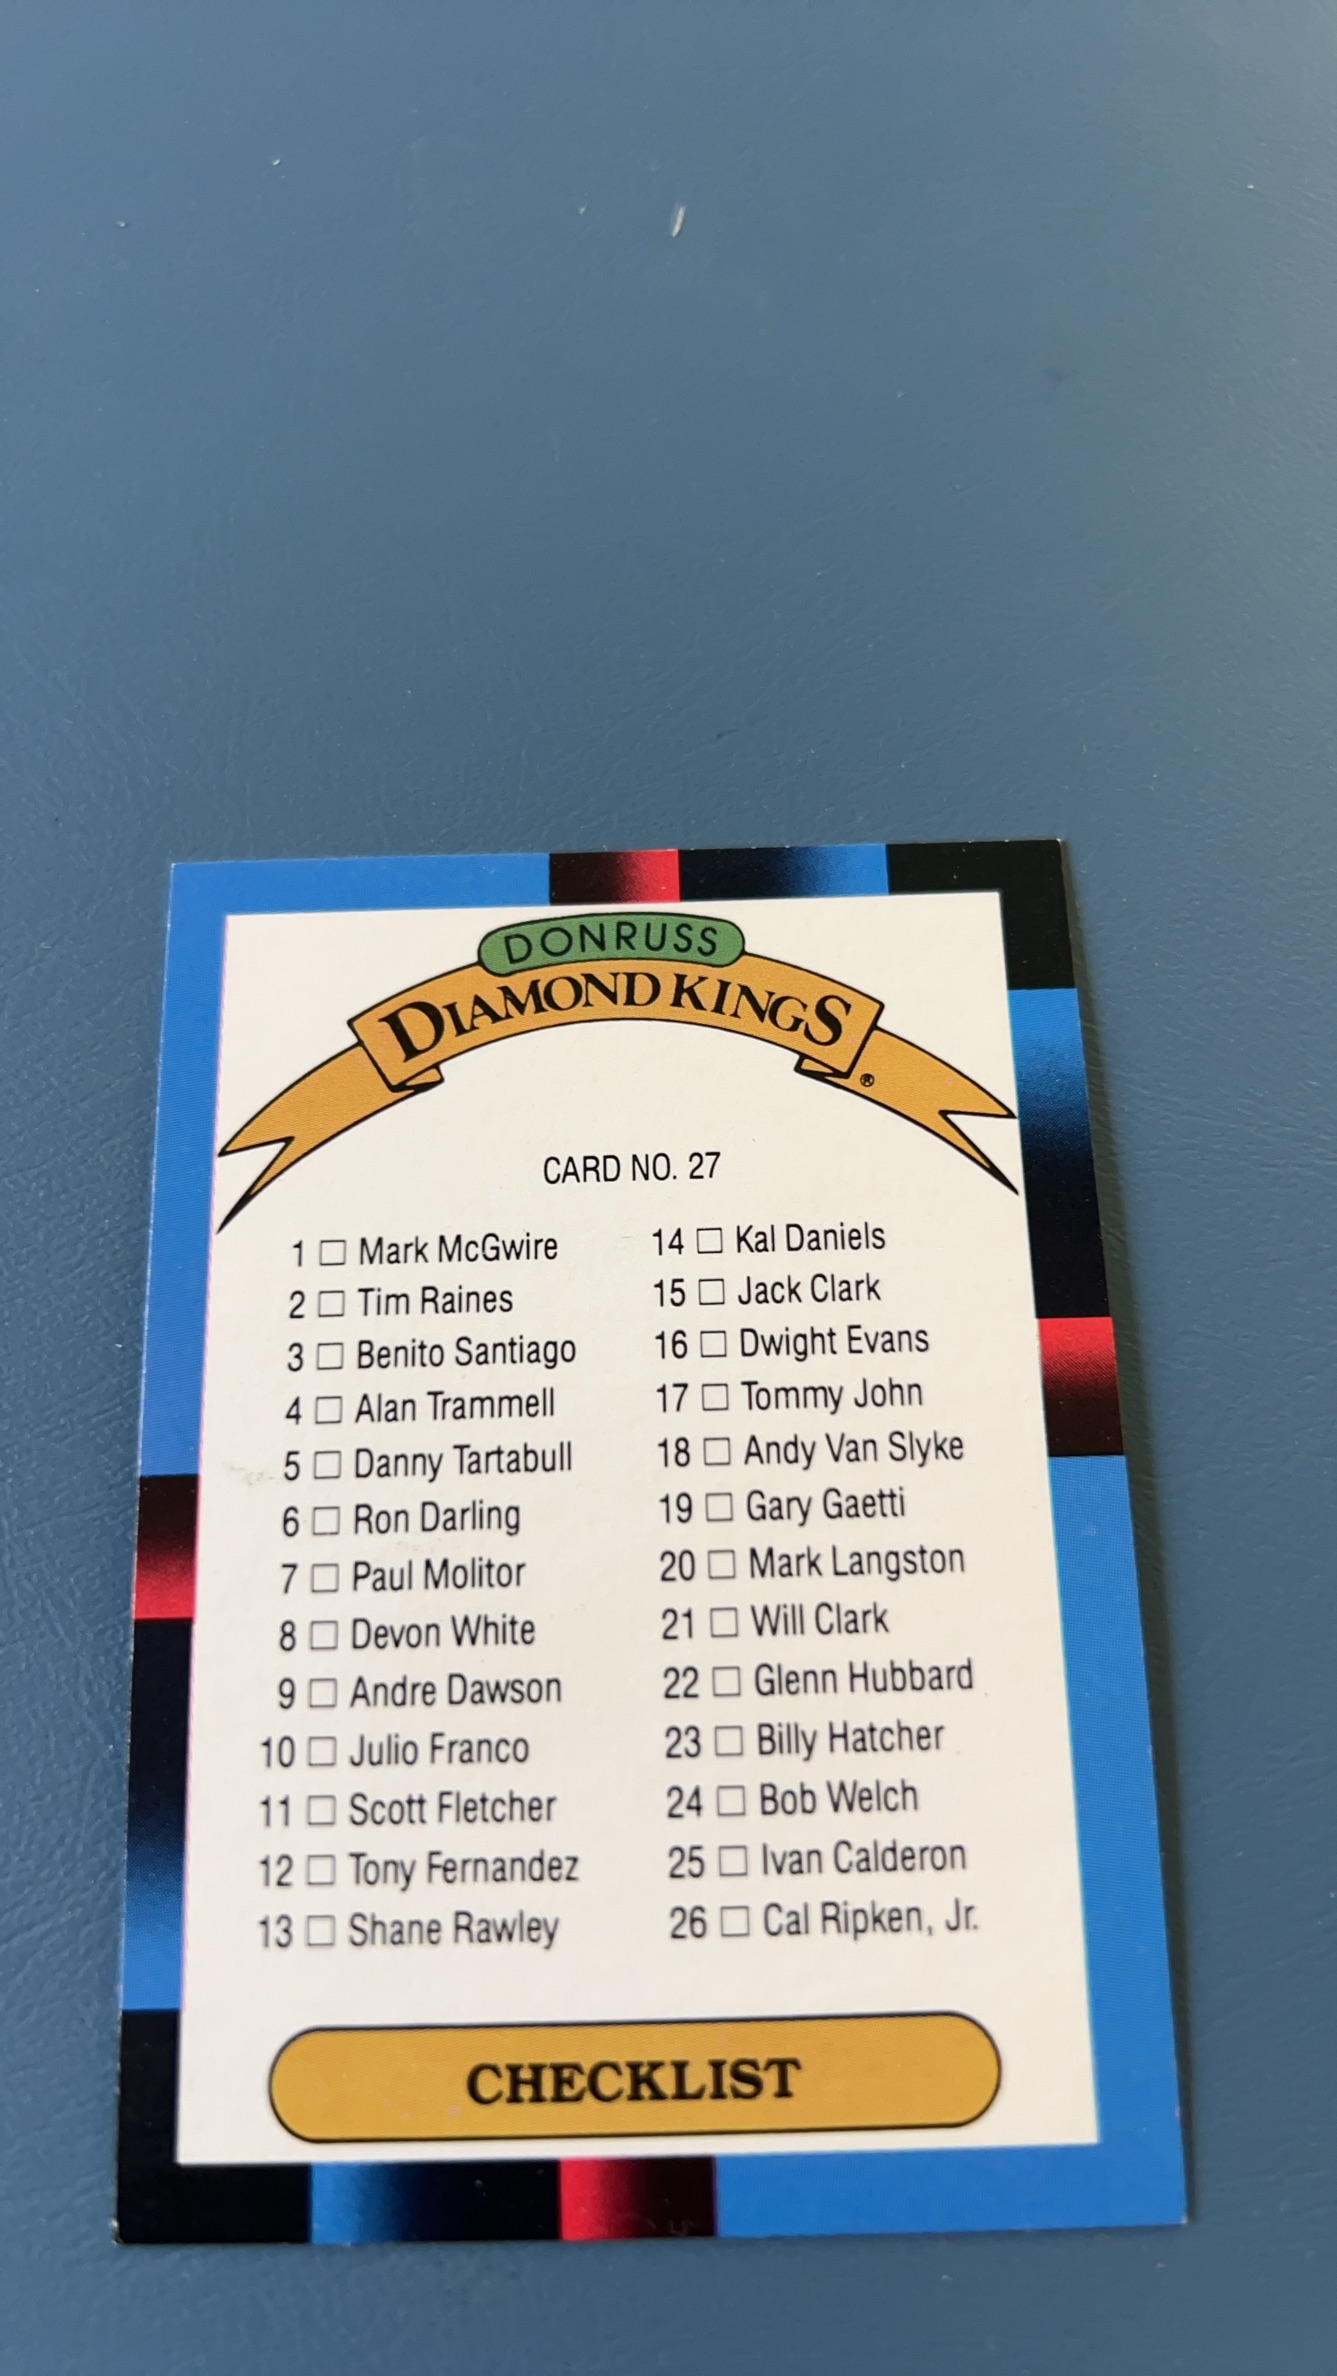 DONRUSS
DIAMOND KINGS®
CARD NO. 27
1 ☐ Mark McGwire
2 ☐ Tim Raines
3 ☐ Benito Santiago
4 ☐ Alan Trammell
5 ☐ Danny Tartabull
6 ☐ Ron Darling
7 ☐ Paul Molitor
8 ☐ Devon White
9 ☐ Andre Dawson
10 ☐ Julio Franco
11 ☐ Scott Fletcher
12 ☐ Tony Fernandez
13 ☐ Shane Rawley
14 ☐ Kal Daniels
15 ☐ Jack Clark
16 ☐ Dwight Evans
17 ☐ Tommy John
18 ☐ Andy Van Slyke
19 ☐ Gary Gaetti
20 ☐ Mark Langston
21 ☐ Will Clark
22 ☐ Glenn Hubbard
23 ☐ Billy Hatcher
24 ☐ Bob Welch
25 ☐ Ivan Calderon
26 ☐ Cal Ripken, Jr.
CHECKLIST